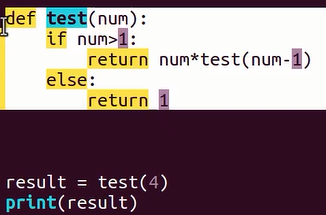 def test(num):
    if num>1:
        return num*test(num-1)
    else:
        return 1
result = test(4)
print(result)